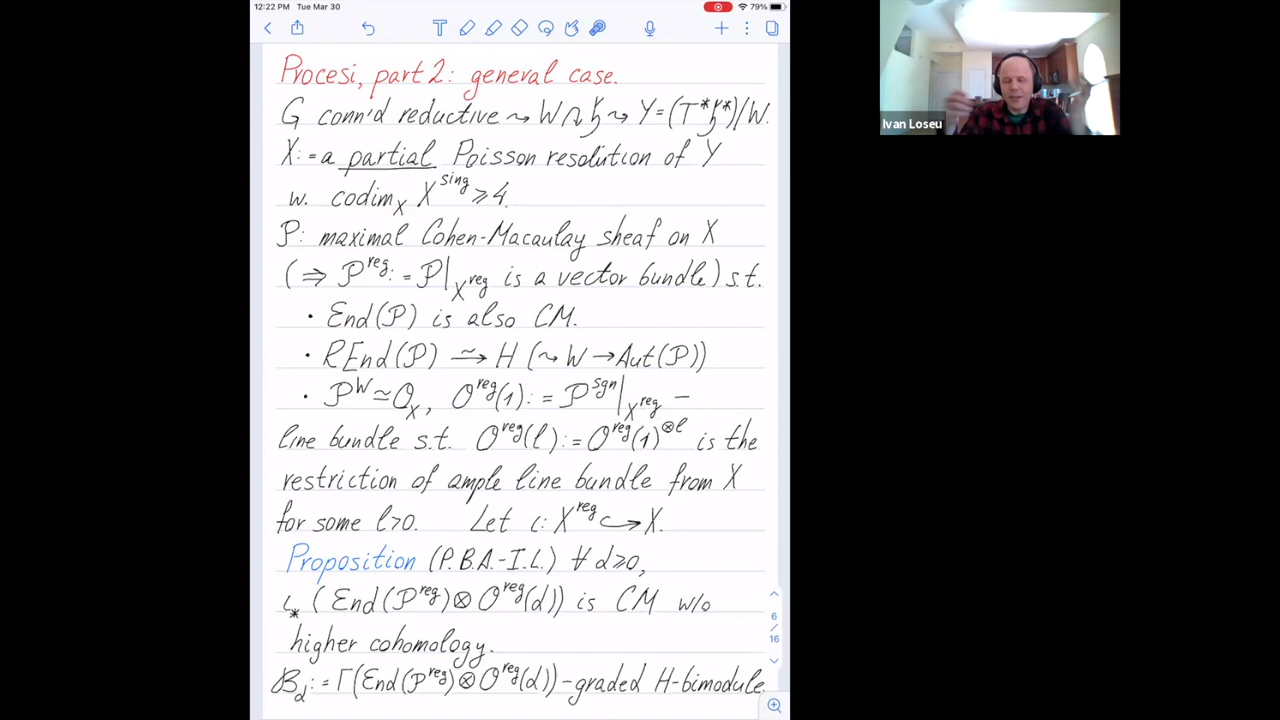 12:22 PM Tue Mar 30
79%
Procesi, part 2: general case.
G conn'd reductive ⇝ W ↷ 𝔥 ⇝ Y = (T*𝔥*)/W.
X := a partial Poisson resolution of Y
w. codim_X X^sing ≥ 4.
P: maximal Cohen-Macaulay sheaf on X
(⇒ P^reg := P|_{X^reg} is a vector bundle) s.t.
· End(P) is also CM.
· REnd(P) ⥲ H (⇝ W → Aut(P))
· P^W ≃ O_X, O^reg(1) := P^sgn|_{X^reg} –
line bundle s.t. O^reg(l) := O^reg(1)^{⊗l} is the
restriction of ample line bundle from X
for some l>0. Let ι: X^reg ↪ X.
Proposition (P.B.A.-I.L.) ∀ d≥0,
ι_*(End(P^reg) ⊗ O^reg(d)) is CM w/o
higher cohomology.
B_d := Γ(End(P^reg) ⊗ O^reg(d)) - graded H-bimodule.
6
/
16
Ivan Loseu